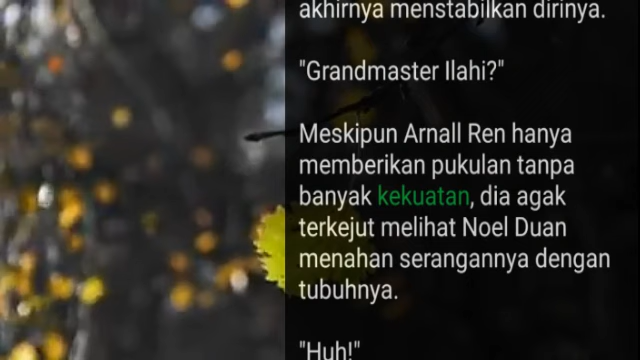 akhirnya menstabilkan dirinya.
"Grandmaster Ilahi?"
Meskipun Arnall Ren hanya
memberikan pukulan tanpa
banyak kekuatan, dia agak
terkejut melihat Noel Duan
menahan serangannya dengan
tubuhnya.
"Huh!"